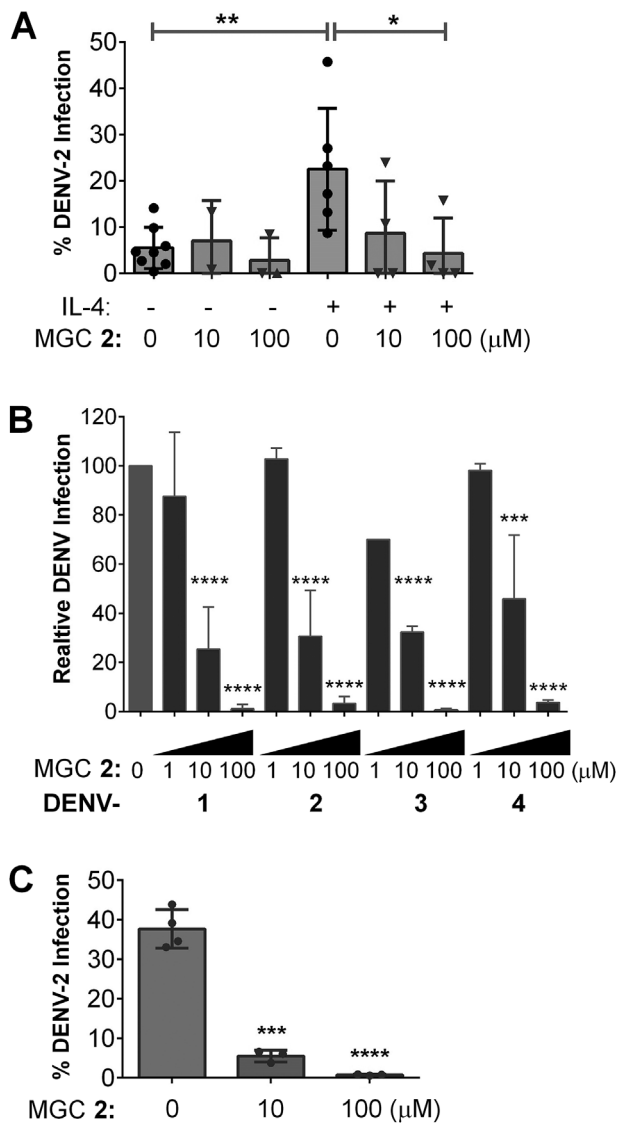 A
** *
% DENV-2 Infection
50
40
30
20
10
0
IL-4: - - - + + +
MGC 2: 0 10 100 0 10 100 (μM)
B
Realtive DENV Infection
120
100
80
60
40
20
0
**** **** **** **** **** **** *** ****
MGC 2: 0 1 10 100 1 10 100 1 10 100 1 10 100 (μM)
DENV- 1 2 3 4
C
% DENV-2 Infection
50
40
30
20
10
0
*** ****
MGC 2: 0 10 100 (μM)